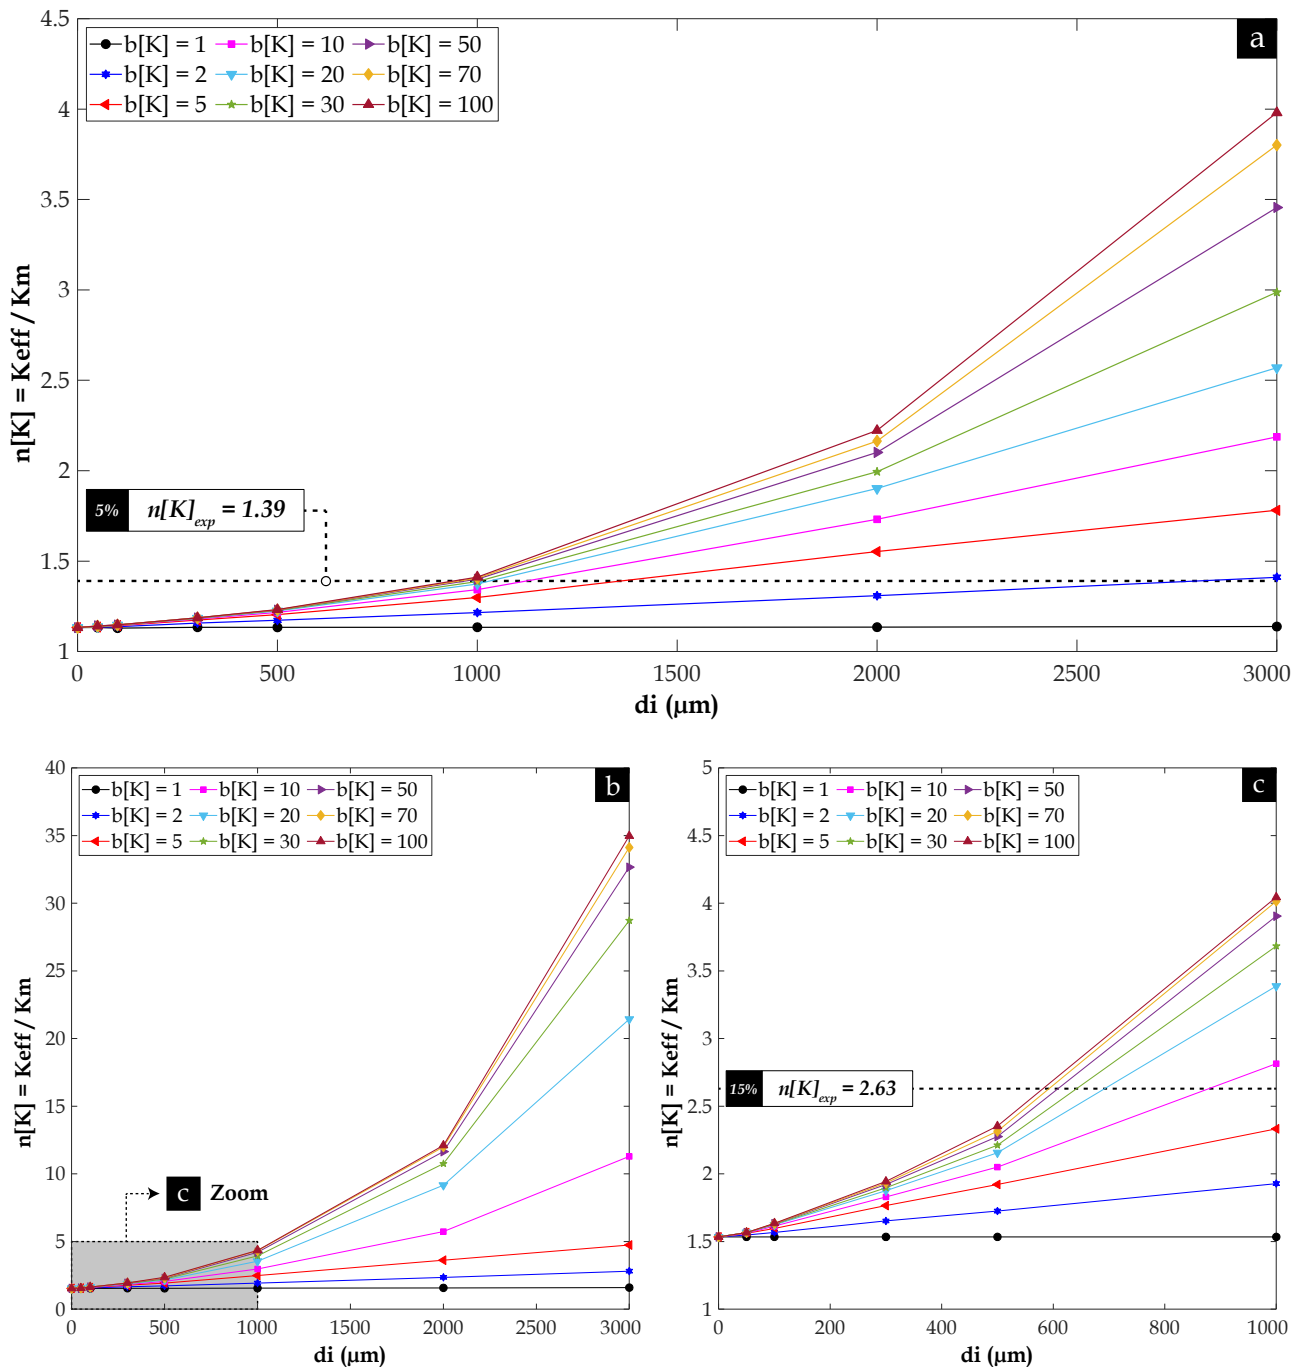 4.5
4
3.5
3
2.5
2
1.5
1
n[K] = Keff / Km
a
b[K] = 1 b[K] = 10 b[K] = 50
b[K] = 2 b[K] = 20 b[K] = 70
b[K] = 5 b[K] = 30 b[K] = 100
5% n[K]exp = 1.39
0 500 1000 1500 2000 2500 3000
di (μm)
40
35
30
25
20
15
10
5
0
n[K] = Keff / Km
b
b[K] = 1 b[K] = 10 b[K] = 50
b[K] = 2 b[K] = 20 b[K] = 70
b[K] = 5 b[K] = 30 b[K] = 100
c Zoom
0 500 1000 1500 2000 2500 3000
di (μm)
5
4.5
4
3.5
3
2.5
2
1.5
1
n[K] = Keff / Km
c
b[K] = 1 b[K] = 10 b[K] = 50
b[K] = 2 b[K] = 20 b[K] = 70
b[K] = 5 b[K] = 30 b[K] = 100
15% n[K]exp = 2.63
0 200 400 600 800 1000
di (μm)